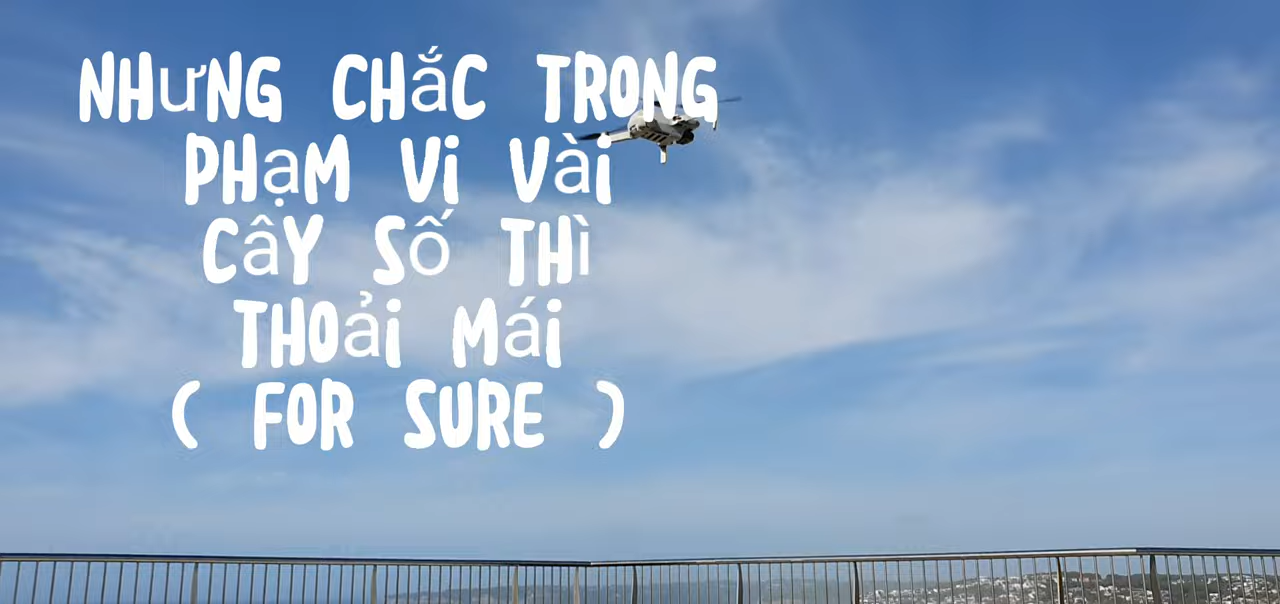 NHưNG CHắC TRONG
PHạM Vi Vài
CâY Số THì
THOải Mái
( FOR SURE )